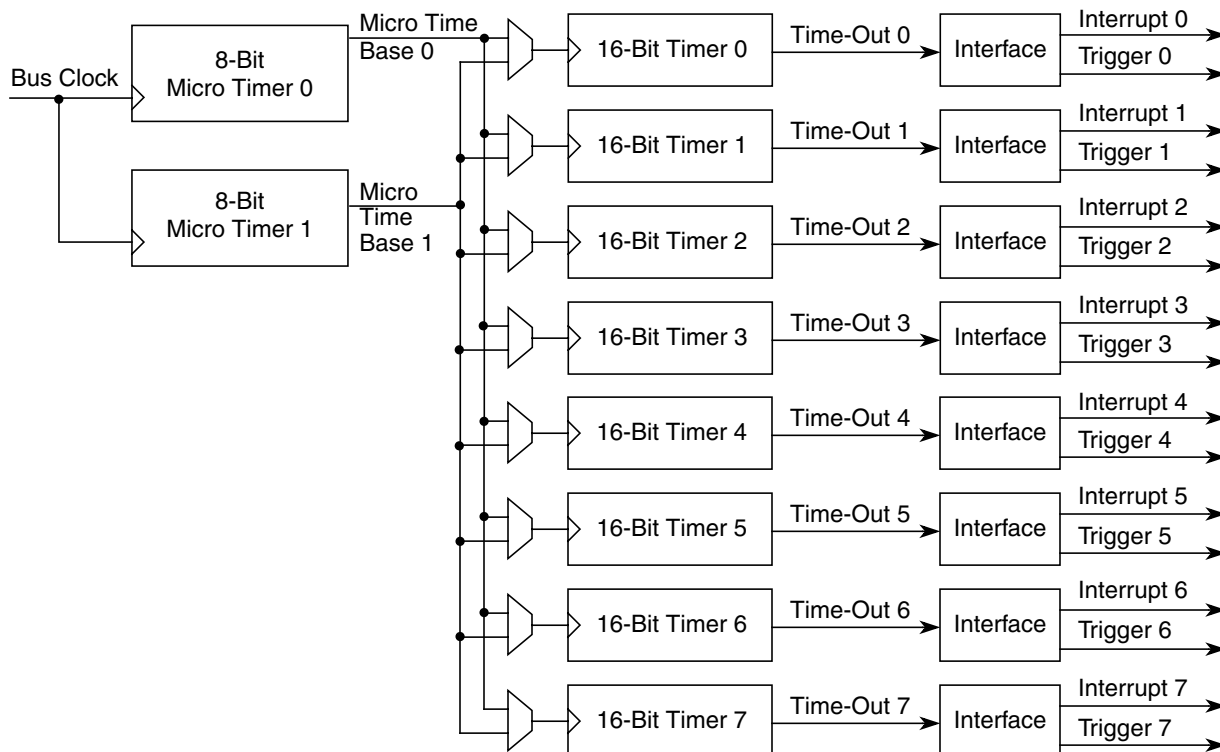 Bus Clock
8-Bit
Micro Timer 0
Micro Time
Base 0
8-Bit
Micro Timer 1
Micro
Time
Base 1
16-Bit Timer 0
Time-Out 0
Interface
Interrupt 0
Trigger 0
16-Bit Timer 1
Time-Out 1
Interface
Interrupt 1
Trigger 1
16-Bit Timer 2
Time-Out 2
Interface
Interrupt 2
Trigger 2
16-Bit Timer 3
Time-Out 3
Interface
Interrupt 3
Trigger 3
16-Bit Timer 4
Time-Out 4
Interface
Interrupt 4
Trigger 4
16-Bit Timer 5
Time-Out 5
Interface
Interrupt 5
Trigger 5
16-Bit Timer 6
Time-Out 6
Interface
Interrupt 6
Trigger 6
16-Bit Timer 7
Time-Out 7
Interface
Interrupt 7
Trigger 7